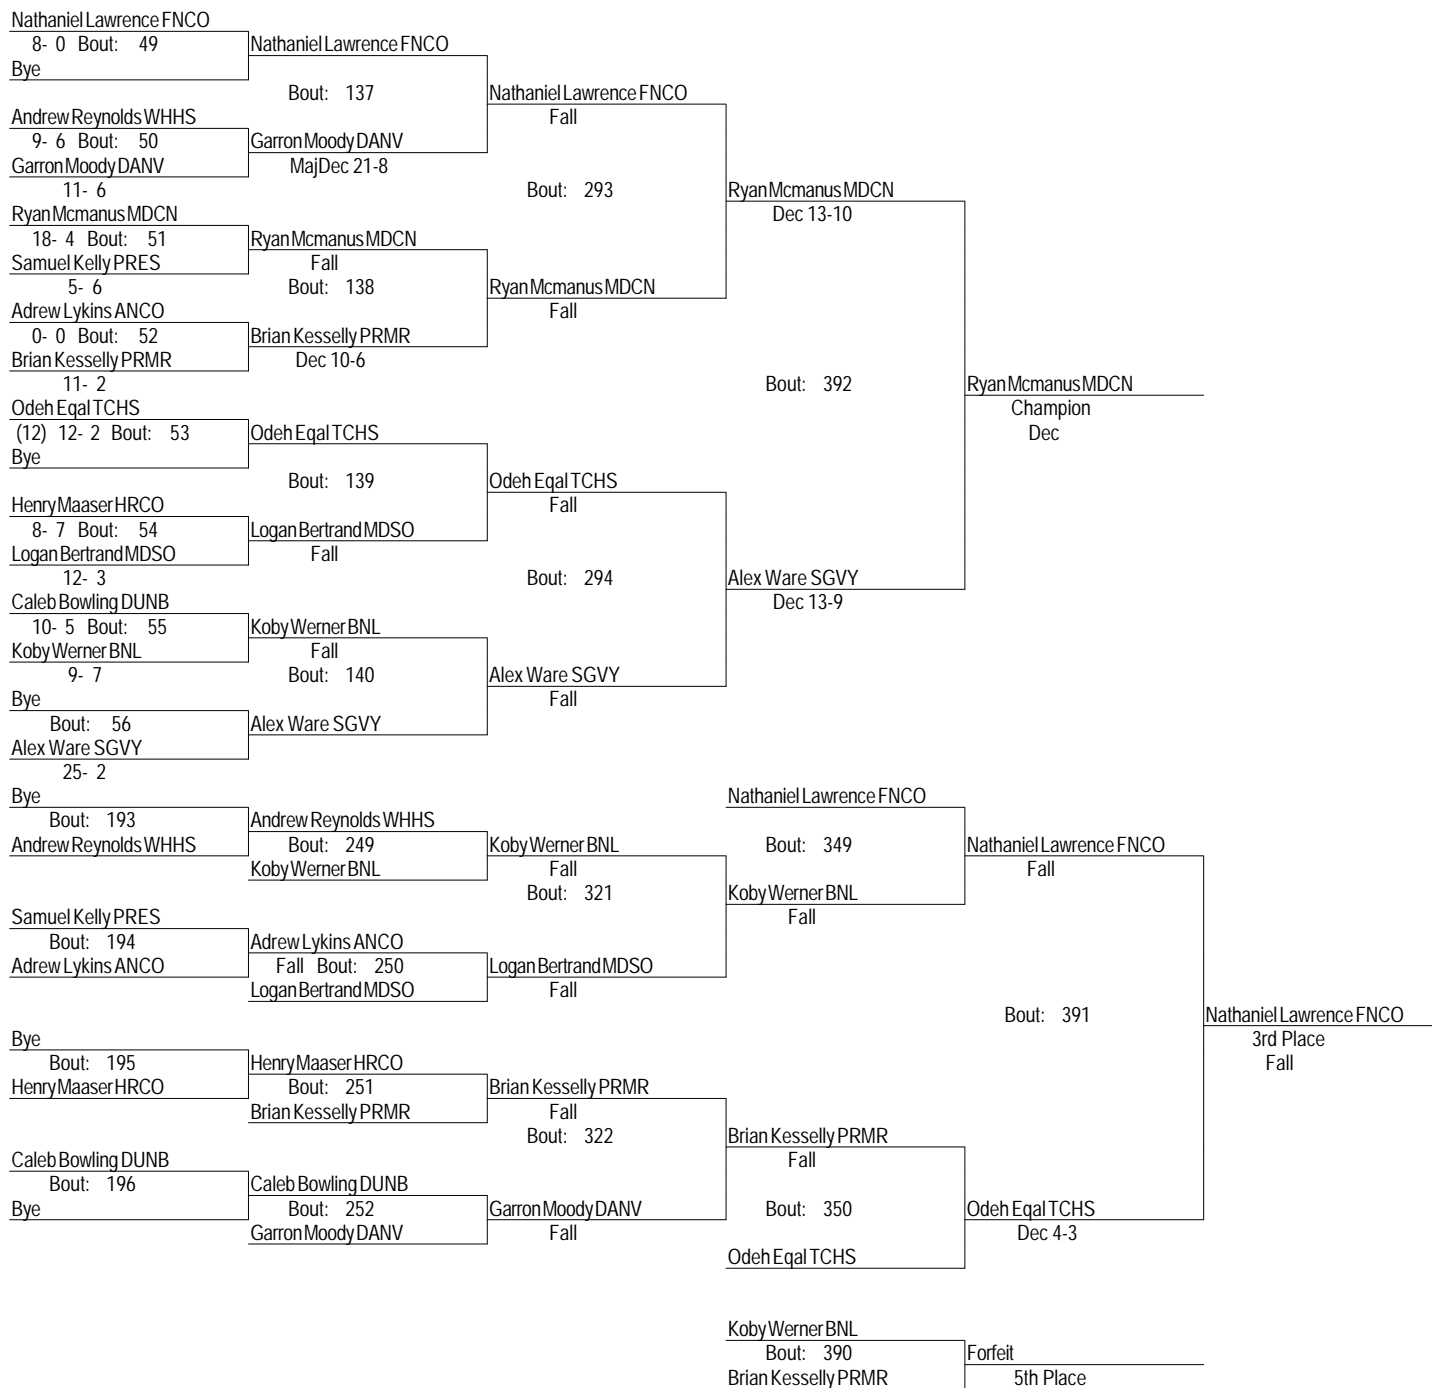 Nathaniel Lawrence FNCO
8- 0 Bout: 49
Nathaniel Lawrence FNCO
Bye
Bout: 137
Nathaniel Lawrence FNCO
Fall
Andrew Reynolds WHHS
9- 6 Bout: 50
Garron Moody DANV
Garron Moody DANV
MajDec 21-8
11- 6
Bout: 293
Ryan Mcmanus MDCN
Dec 13-10
Ryan Mcmanus MDCN
18- 4 Bout: 51
Ryan Mcmanus MDCN
Samuel Kelly PRES
Fall
5- 6
Bout: 138
Ryan Mcmanus MDCN
Fall
Adrew Lykins ANCO
0- 0 Bout: 52
Brian Kesselly PRMR
Brian Kesselly PRMR
Dec 10-6
11- 2
Bout: 392
Ryan Mcmanus MDCN
Champion
Dec
Odeh Eqal TCHS
(12) 12- 2 Bout: 53
Odeh Eqal TCHS
Bye
Bout: 139
Odeh Eqal TCHS
Fall
Henry Maaser HRCO
8- 7 Bout: 54
Logan Bertrand MDSO
Logan Bertrand MDSO
Fall
12- 3
Bout: 294
Alex Ware SGVY
Dec 13-9
Caleb Bowling DUNB
10- 5 Bout: 55
Koby Werner BNL
Koby Werner BNL
Fall
9- 7
Bout: 140
Alex Ware SGVY
Fall
Bye
Bout: 56
Alex Ware SGVY
Alex Ware SGVY
25- 2
Bye
Bout: 193
Andrew Reynolds WHHS
Andrew Reynolds WHHS
Bout: 249
Koby Werner BNL
Koby Werner BNL
Fall
Bout: 321
Nathaniel Lawrence FNCO
Bout: 349
Koby Werner BNL
Fall
Nathaniel Lawrence FNCO
Fall
Samuel Kelly PRES
Bout: 194
Adrew Lykins ANCO
Adrew Lykins ANCO
Fall Bout: 250
Logan Bertrand MDSO
Logan Bertrand MDSO
Fall
Bout: 391
Nathaniel Lawrence FNCO
3rd Place
Fall
Bye
Bout: 195
Henry Maaser HRCO
Henry Maaser HRCO
Bout: 251
Brian Kesselly PRMR
Brian Kesselly PRMR
Fall
Bout: 322
Brian Kesselly PRMR
Fall
Caleb Bowling DUNB
Bout: 196
Bye
Caleb Bowling DUNB
Bout: 252
Garron Moody DANV
Garron Moody DANV
Fall
Bout: 350
Odeh Eqal TCHS
Odeh Eqal TCHS
Dec 4-3
Koby Werner BNL
Bout: 390
Brian Kesselly PRMR
Forfeit
5th Place